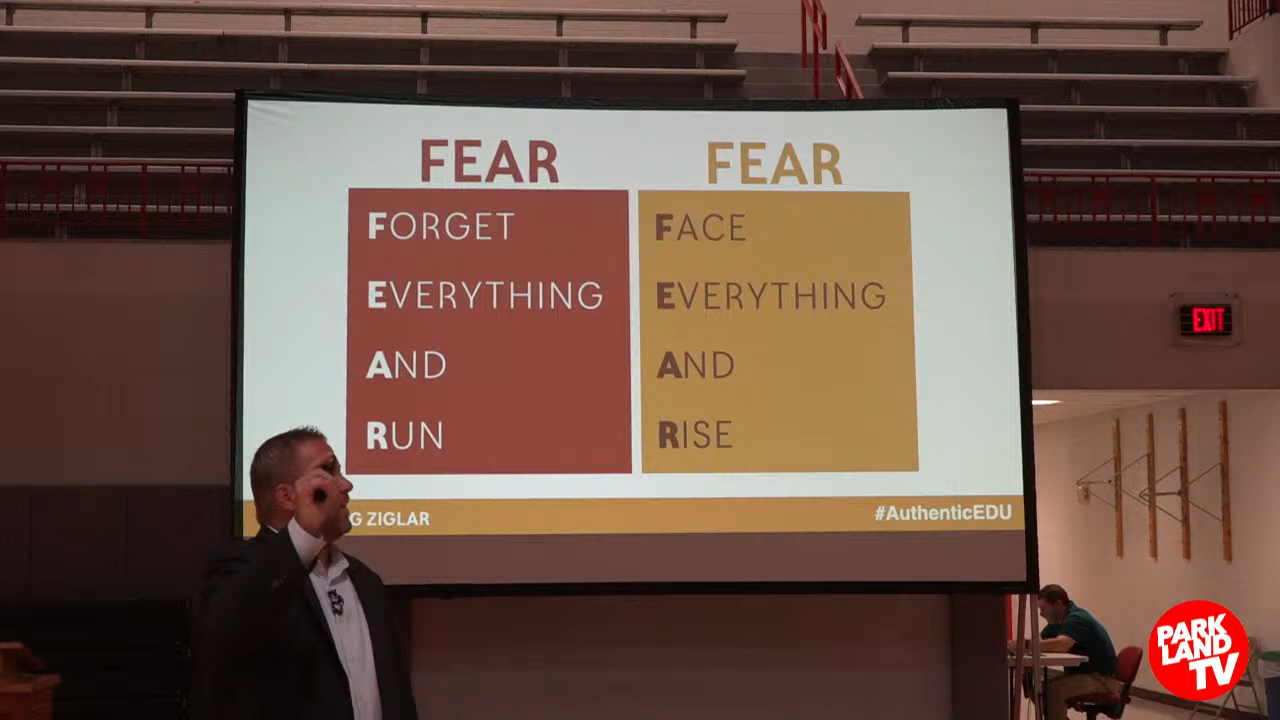 FEAR
FORGET
EVERYTHING
AND
RUN
FEAR
FACE
EVERYTHING
AND
RISE
ZIGLAR
#AuthenticEDU
EXIT
PARK
LAND
TV